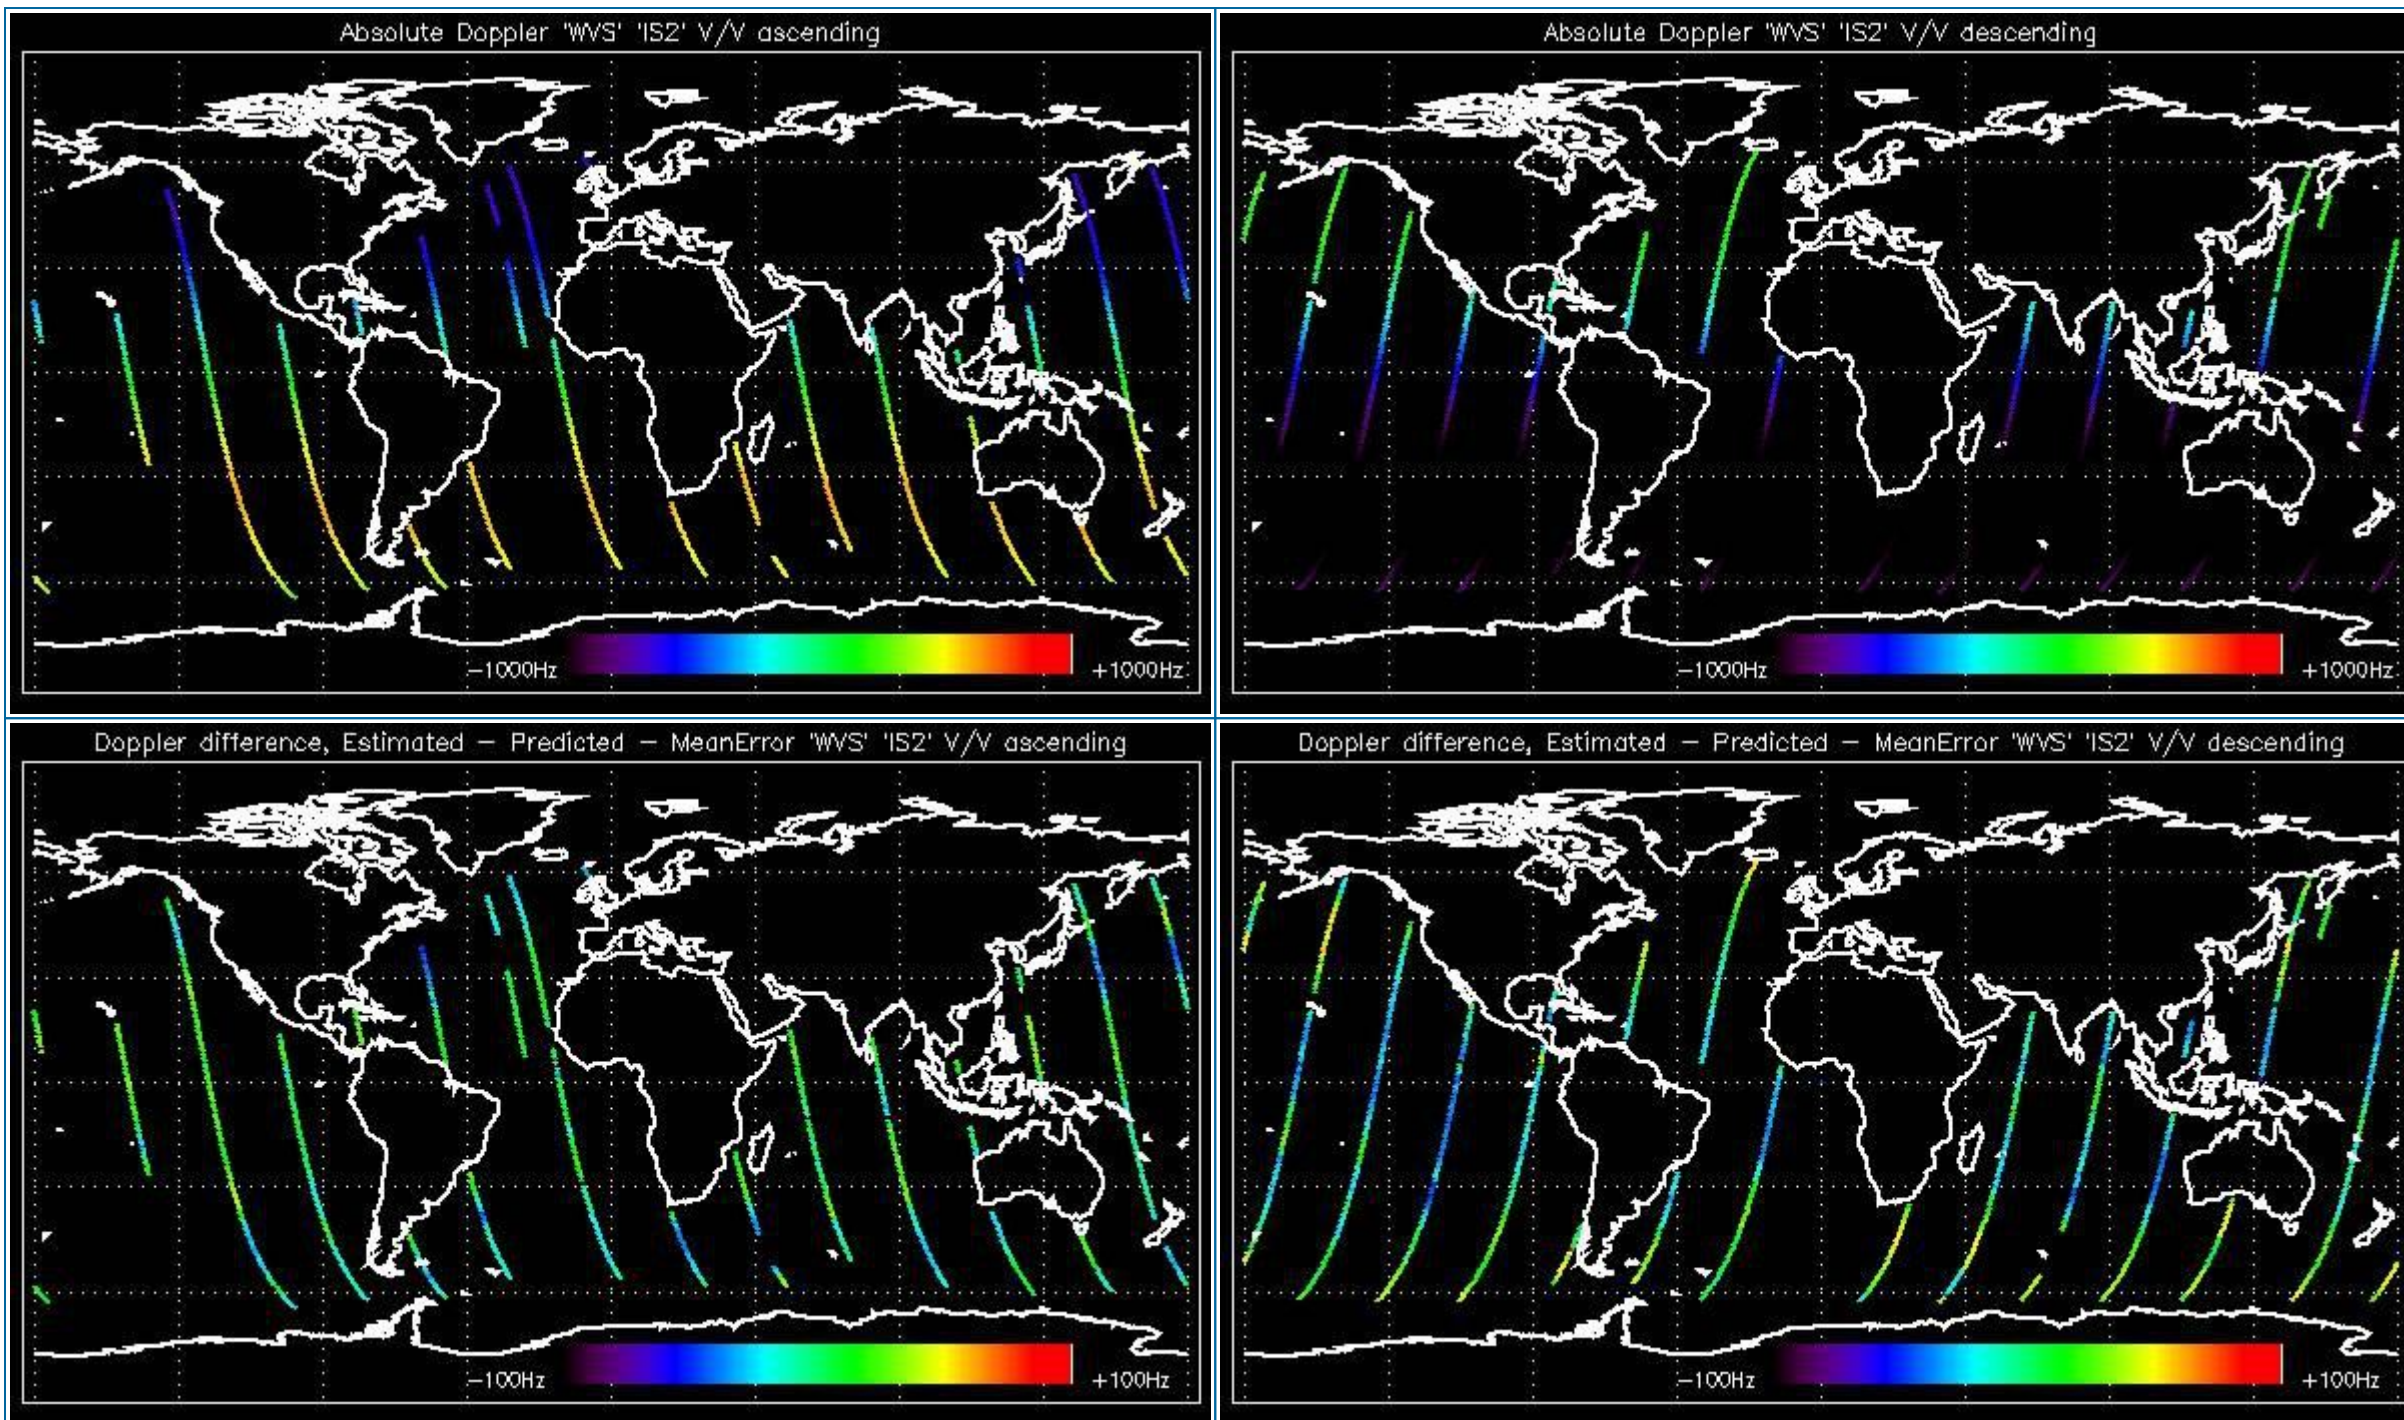 Absolute Doppler 'WVS' 'IS2' V/V ascending
-1000Hz
+1000Hz
Absolute Doppler 'WVS' 'IS2' V/V descending
-1000Hz
+1000Hz
Doppler difference, Estimated - Predicted - MeanError 'WVS' 'IS2' V/V ascending
-100Hz
+100Hz
Doppler difference, Estimated - Predicted - MeanError 'WVS' 'IS2' V/V descending
-100Hz
+100Hz